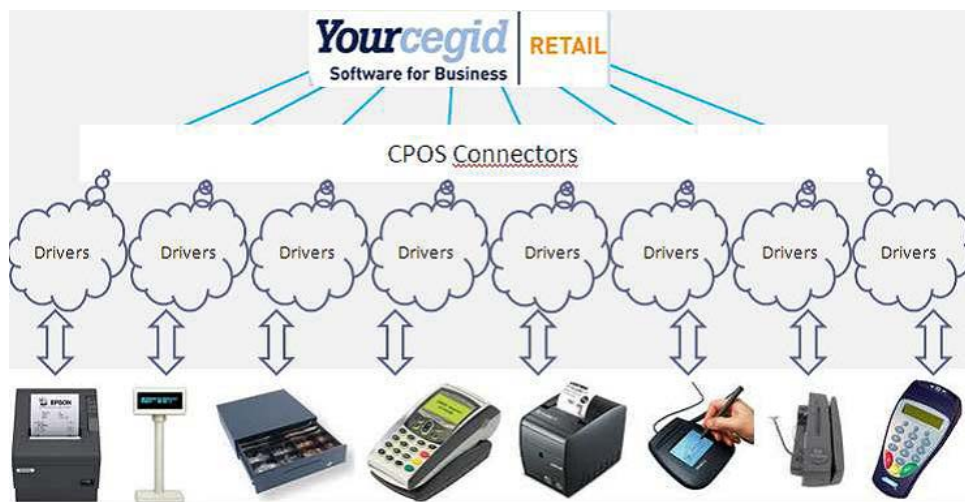 Yourcegid RETAIL
Software for Business
CPOS Connectors
Drivers Drivers Drivers Drivers Drivers Drivers Drivers Drivers
EPSON